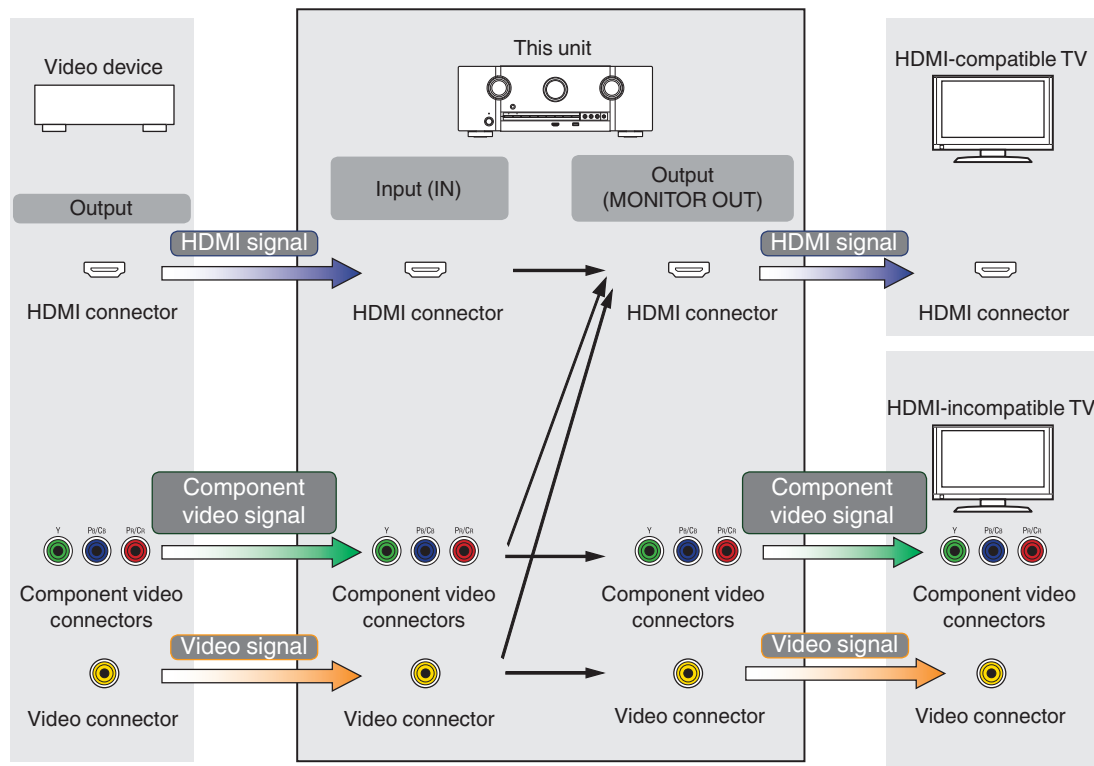 Video device
This unit
HDMI-compatible TV
Output
Input (IN)
Output
(MONITOR OUT)
HDMI signal
HDMI signal
HDMI connector
HDMI connector
HDMI connector
HDMI connector
HDMI-incompatible TV
Component
video signal
Component
video signal
Y PB/CB PR/CR
Y PB/CB PR/CR
Y PB/CB PR/CR
Y PB/CB PR/CR
Component video
connectors
Component video
connectors
Component video
connectors
Component video
connectors
Video signal
Video signal
Video connector
Video connector
Video connector
Video connector